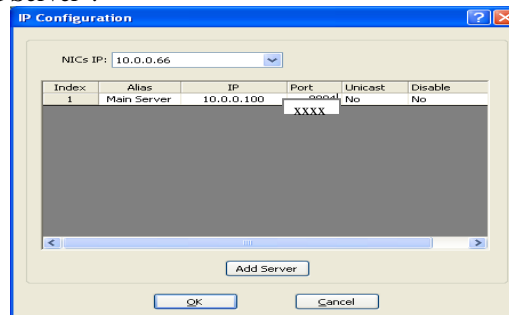 IP Configuration
NICs IP: 10.0.0.66
Index Alias IP Port Unicast Disable
1 Main Server 10.0.0.100 No No
xxxx
Add Server
OK Cancel